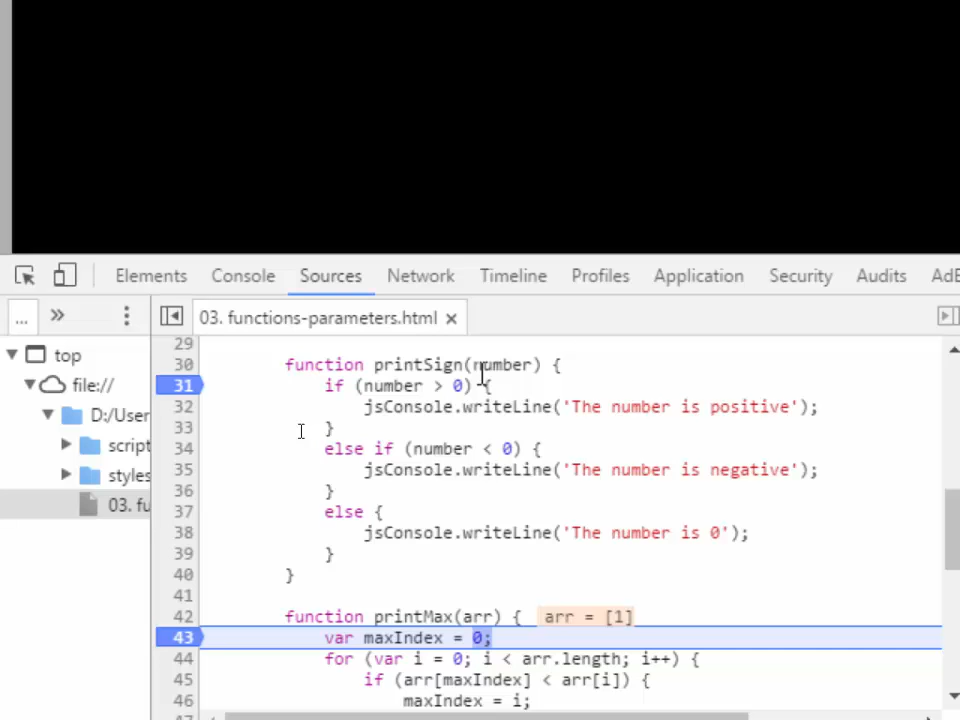 Elements Console Sources Network Timeline Profiles Application Security Audits AdB
... » 03. functions-parameters.html ×
top
file://
D:/User
script
styles
03. fu
29
30 function printSign(number) {
31 if (number > 0) {
32 jsConsole.writeLine('The number is positive');
33 }
34 else if (number < 0) {
35 jsConsole.writeLine('The number is negative');
36 }
37 else {
38 jsConsole.writeLine('The number is 0');
39 }
40 }
41
42 function printMax(arr) { arr = [1]
43 var maxIndex = 0;
44 for (var i = 0; i < arr.length; i++) {
45 if (arr[maxIndex] < arr[i]) {
46 maxIndex = i;
47